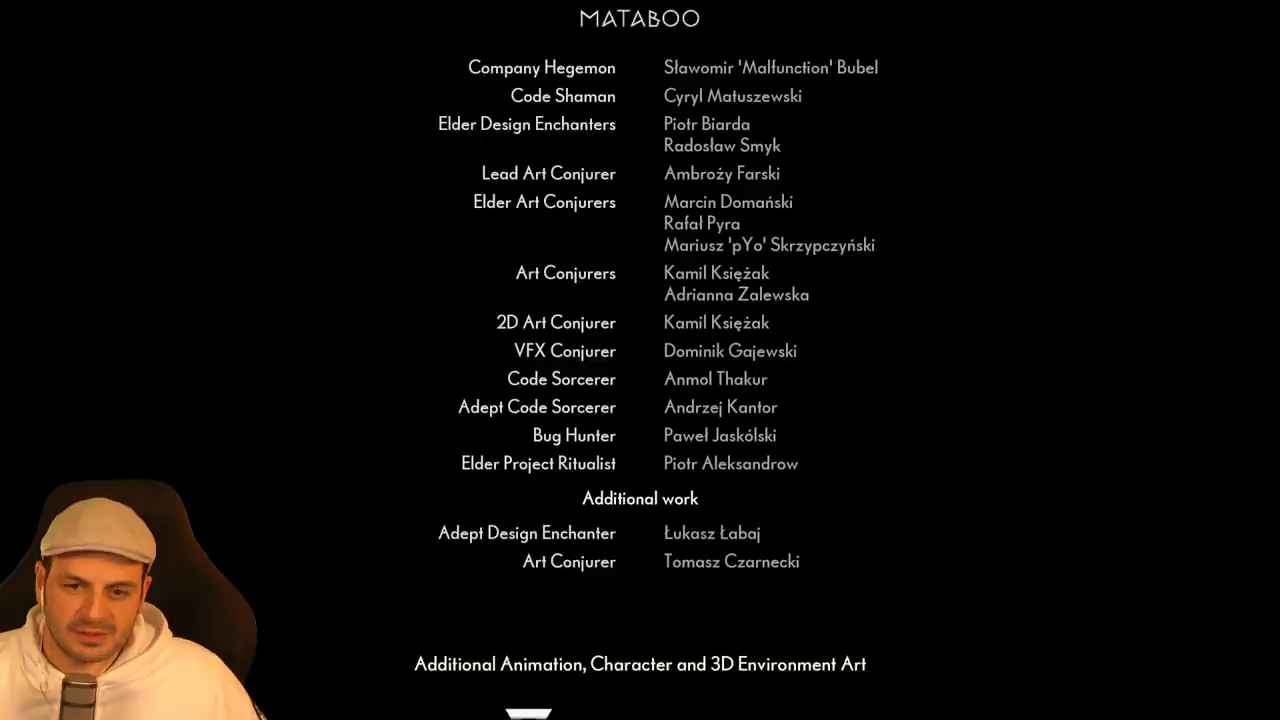 MATABOO
Company Hegemon Sławomir 'Malfunction' Bubel
Code Shaman Cyryl Matuszewski
Elder Design Enchanters Piotr Biarda
Radosław Smyk
Lead Art Conjurer Ambroży Farski
Elder Art Conjurers Marcin Domański
Rafał Pyra
Mariusz 'pYo' Skrzypczyński
Art Conjurers Kamil Księżak
Adrianna Zalewska
2D Art Conjurer Kamil Księżak
VFX Conjurer Dominik Gajewski
Code Sorcerer Anmol Thakur
Adept Code Sorcerer Andrzej Kantor
Bug Hunter Paweł Jaskólski
Elder Project Ritualist Piotr Aleksandrow
Additional work
Adept Design Enchanter Łukasz Łabaj
Art Conjurer Tomasz Czarnecki
Additional Animation, Character and 3D Environment Art